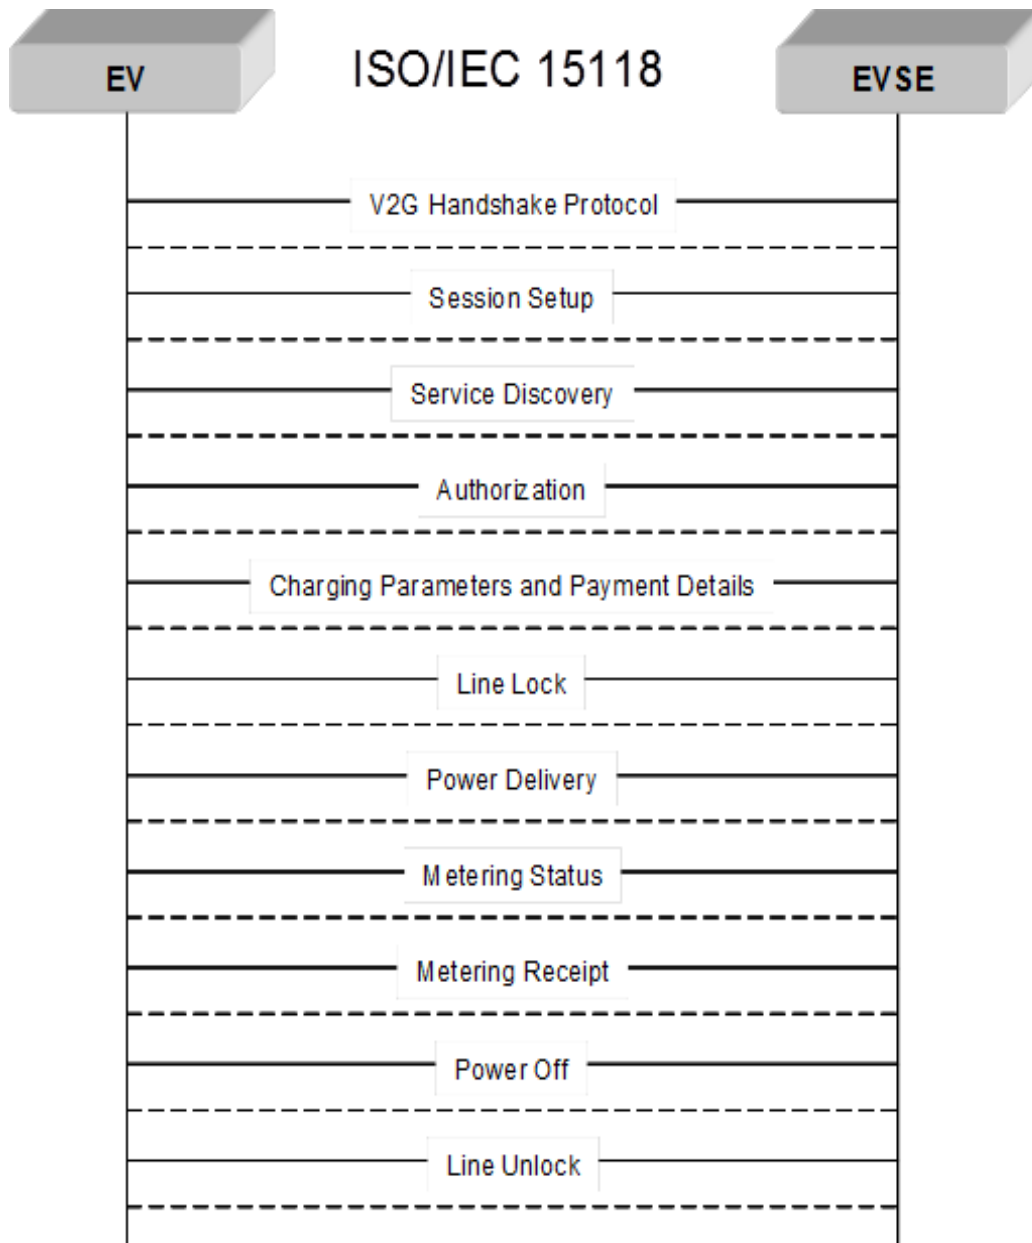 EV
ISO/IEC 15118
EVSE
V2G Handshake Protocol
Session Setup
Service Discovery
Authorization
Charging Parameters and Payment Details
Line Lock
Power Delivery
Metering Status
Metering Receipt
Power Off
Line Unlock